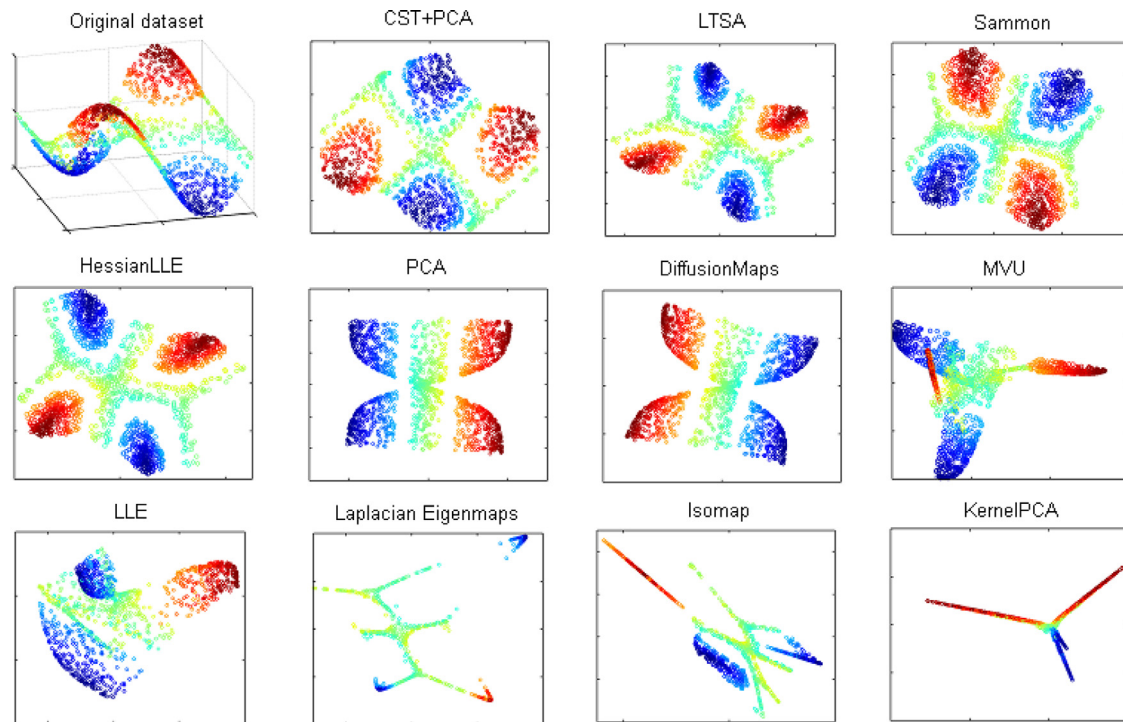 Original dataset
CST+PCA
LTSA
Sammon
HessianLLE
PCA
DiffusionMaps
MVU
LLE
Laplacian Eigenmaps
Isomap
KernelPCA